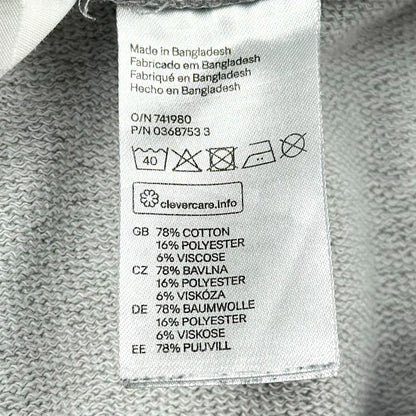 Made in Bangladesh
Fabricado em Bangladesh
Fabriqué en Bangladesh
Hecho en Bangladesh
O/N 741980
P/N 0368753 3
40
clevercare.info
GB 78% COTTON
16% POLYESTER
6% VISCOSE
CZ 78% BAVLNA
16% POLYESTER
6% VISKÓZA
DE 78% BAUMWOLLE
16% POLYESTER
6% VISKOSE
EE 78% PUUVILL